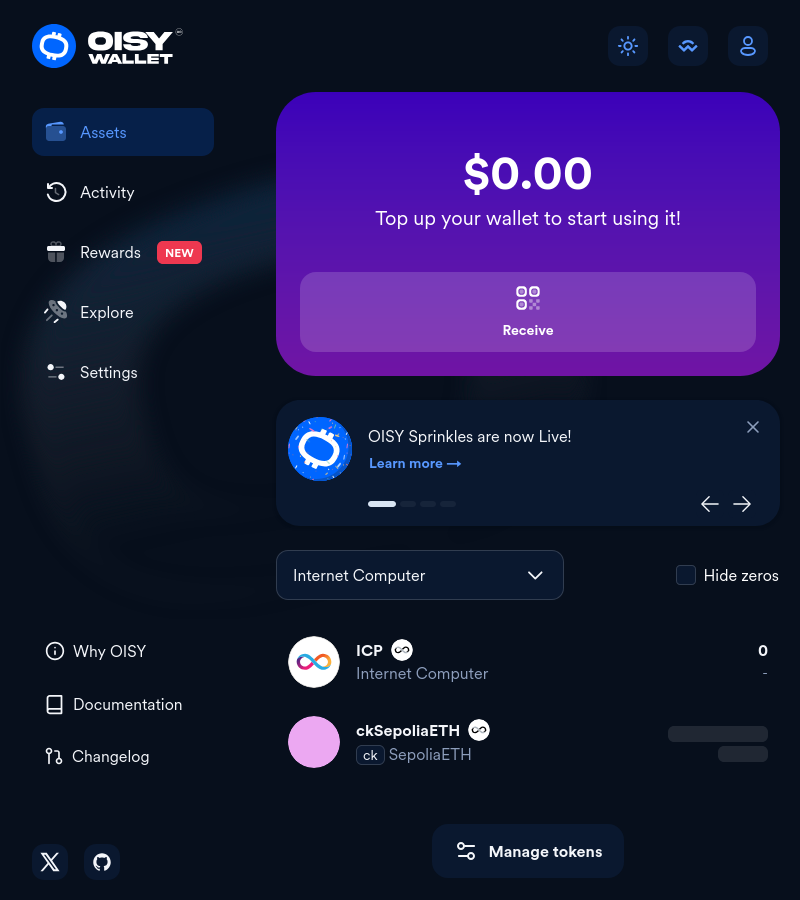 OISY
WALLET
Assets
Activity
Rewards NEW
Explore
Settings
Why OISY
Documentation
Changelog
$0.00
Top up your wallet to start using it!
Receive
OISY Sprinkles are now Live!
Learn more →
Internet Computer
Hide zeros
ICP
0
Internet Computer
-
ckSepoliaETH
ck SepoliaETH
Manage tokens